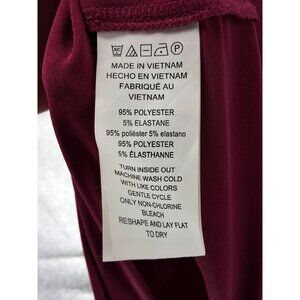 MADE IN VIETNAM
HECHO EN VIETNAM
FABRIQUÉ AU
VIETNAM
95% POLYESTER
5% ELASTANE
95% poliéster 5% elastano
95% POLYESTER
5% ÉLASTHANNE
TURN INSIDE OUT
MACHINE WASH COLD
WITH LIKE COLORS
GENTLE CYCLE
ONLY NON-CHLORINE
BLEACH
RESHAPE AND LAY FLAT
TO DRY